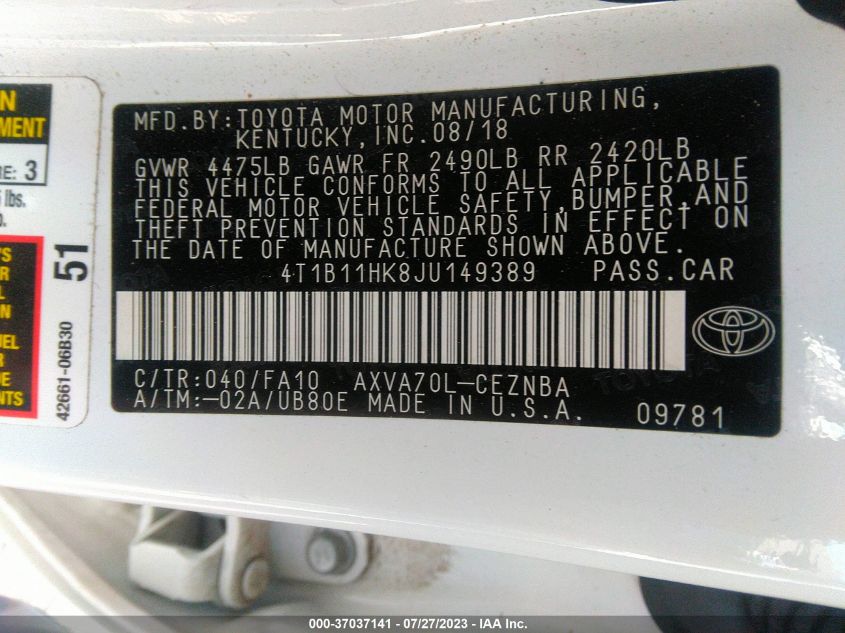 N
MENT
RE: 3
lbs.
51
42661-06B30
MFD.BY:TOYOTA MOTOR MANUFACTURING,
KENTUCKY,INC.08/18
GVWR 4475LB GAWR FR 2490LB RR 2420LB
THIS VEHICLE CONFORMS TO ALL APPLICABLE
FEDERAL MOTOR VEHICLE SAFETY,BUMPER,AND
THEFT PREVENTION STANDARDS IN EFFECT ON
THE DATE OF MANUFACTURE SHOWN ABOVE.
4T1B11HK8JU149389 PASS.CAR
C/TR:040/FA10 AXVA70L-CEZNBA
A/TM:-02A/UB80E MADE IN U.S.A. 09781
000-37037141 - 07/27/2023 - IAA Inc.